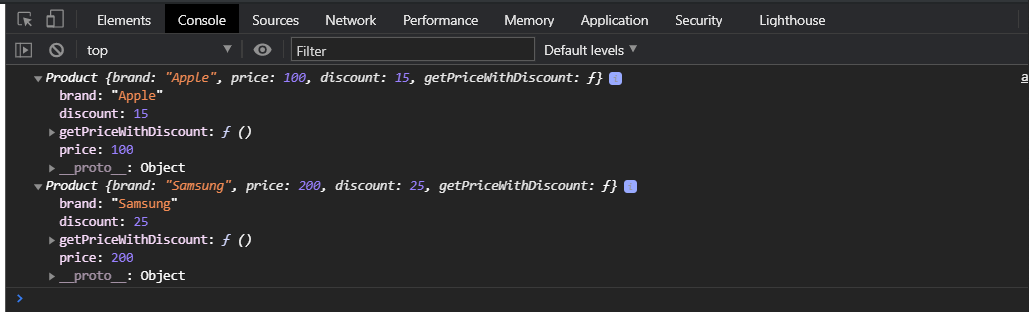 Elements Console Sources Network Performance Memory Application Security Lighthouse
top Filter Default levels
Product {brand: "Apple", price: 100, discount: 15, getPriceWithDiscount: ƒ} i a
brand: "Apple"
discount: 15
getPriceWithDiscount: ƒ ()
price: 100
__proto__: Object
Product {brand: "Samsung", price: 200, discount: 25, getPriceWithDiscount: ƒ} i
brand: "Samsung"
discount: 25
getPriceWithDiscount: ƒ ()
price: 200
__proto__: Object